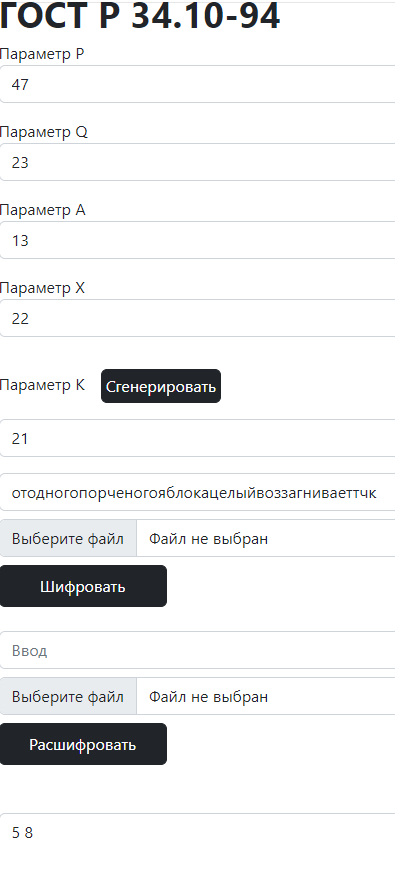 ГОСТ Р 34.10-94
Параметр P
47
Параметр Q
23
Параметр A
13
Параметр X
22
Параметр K Сгенерировать
21
отодногопорченогояблокацелыйвоззагниваеттчк
Выберите файл Файл не выбран
Шифровать
Ввод
Выберите файл Файл не выбран
Расшифровать
5 8